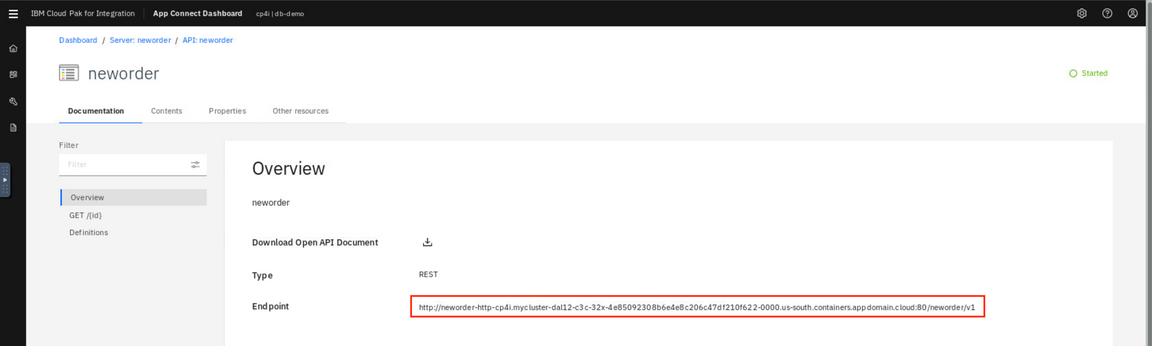 IBM Cloud Pak for Integration App Connect Dashboard cp4i | db-demo
Dashboard / Server: neworder / API: neworder
neworder
Started
Documentation Contents Properties Other resources
Filter
Filter
Overview
GET /{id}
Definitions
Overview
neworder
Download Open API Document
Type REST
Endpoint http://neworder-http-cp4i.mycluster-dal12-c3c-32x-4e85092308b6e4e8c206c47df210f622-0000.us-south.containers.appdomain.cloud:80/neworder/v1